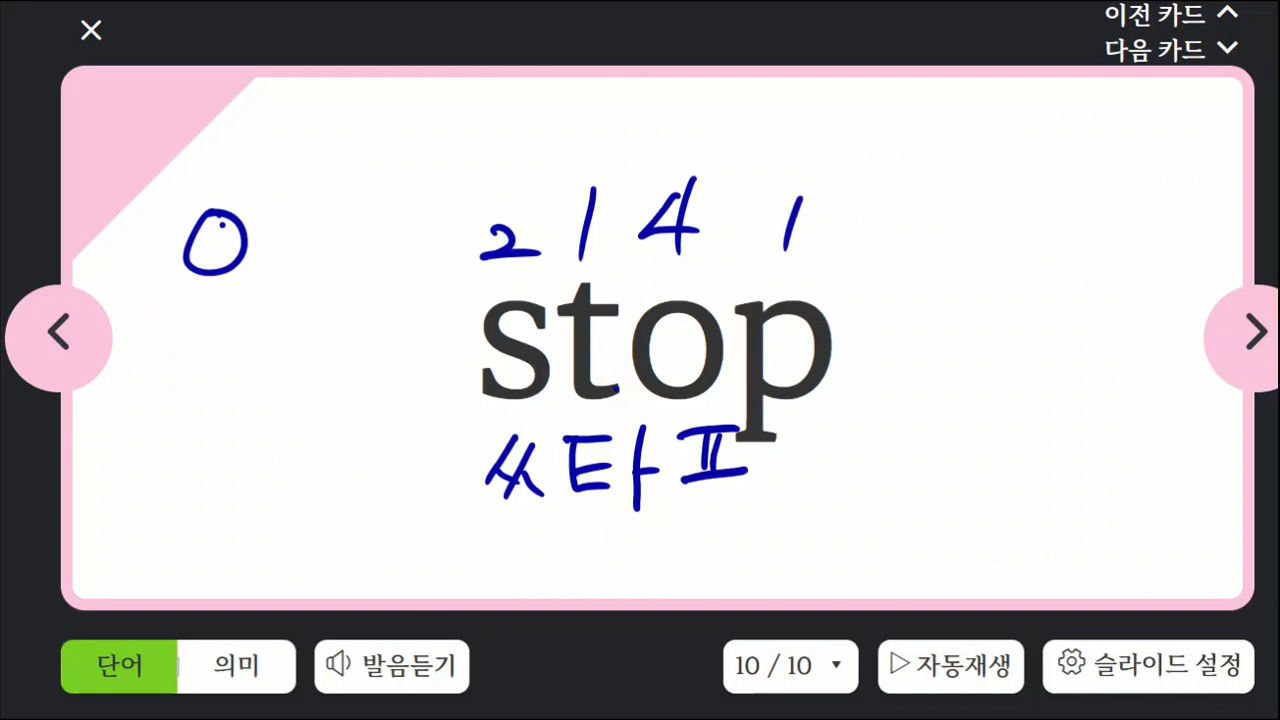 이전 카드
다음 카드
O
2 1 4 1
stop
ㅆ타ㅍ
단어 의미 발음듣기 10 / 10 자동재생 슬라이드 설정